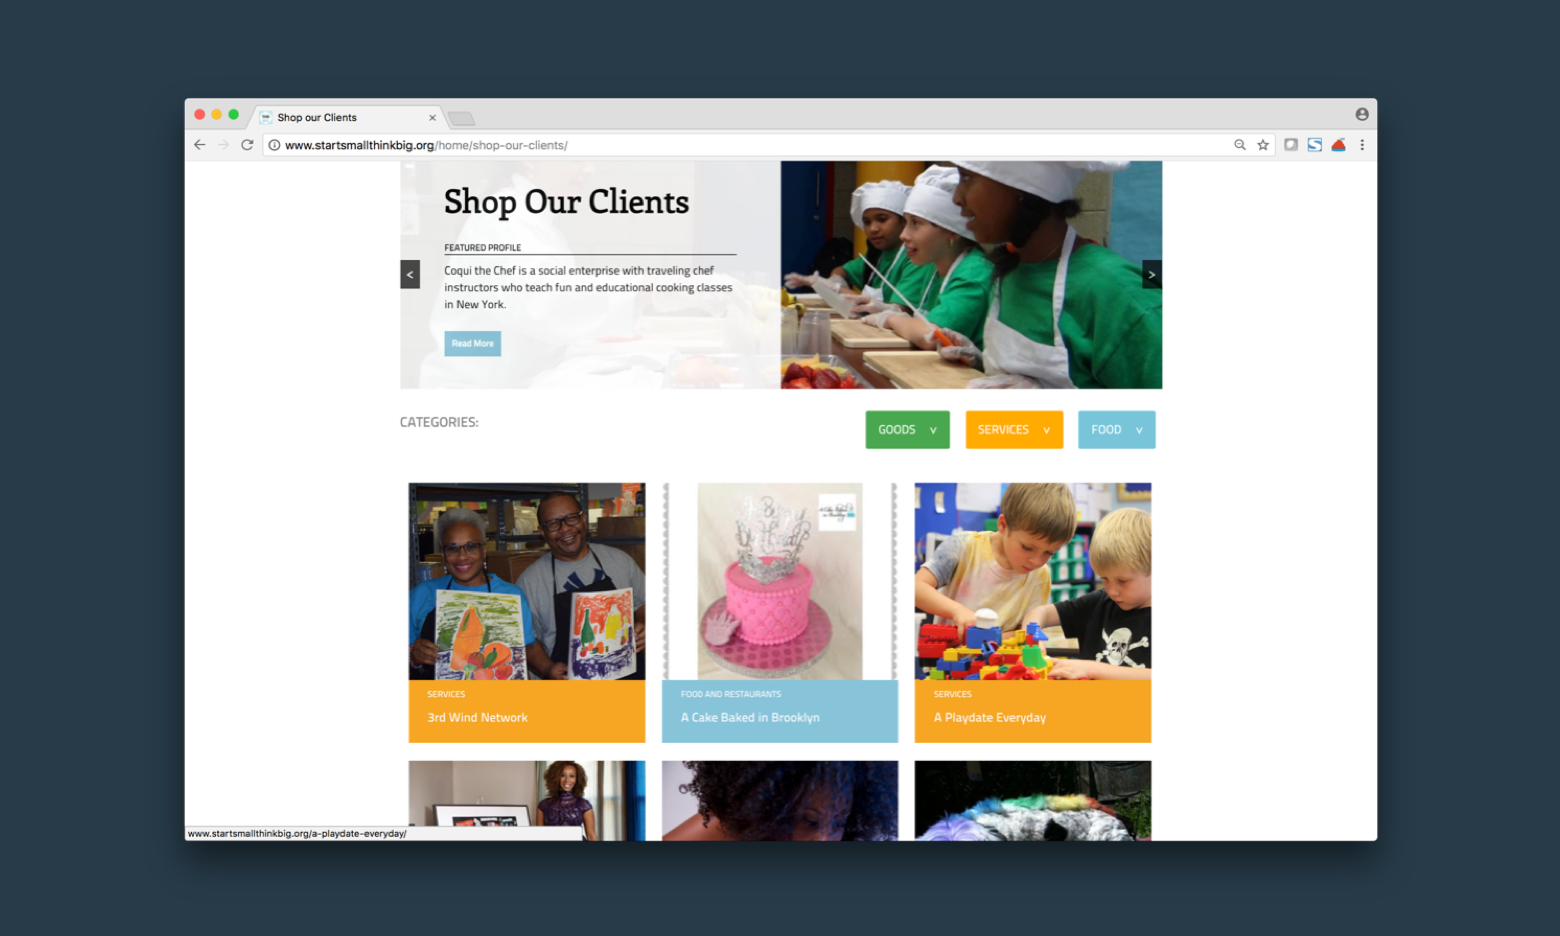 Shop our Clients
www.startsmallthinkbig.org/home/shop-our-clients/
Shop Our Clients
FEATURED PROFILE
Coqui the Chef is a social enterprise with traveling chef
instructors who teach fun and educational cooking classes
in New York.
<
>
Read More
CATEGORIES:
GOODS v
SERVICES v
FOOD v
SERVICES
3rd Wind Network
FOOD AND RESTAURANTS
A Cake Baked in Brooklyn
SERVICES
A Playdate Everyday
www.startsmallthinkbig.org/a-playdate-everyday/